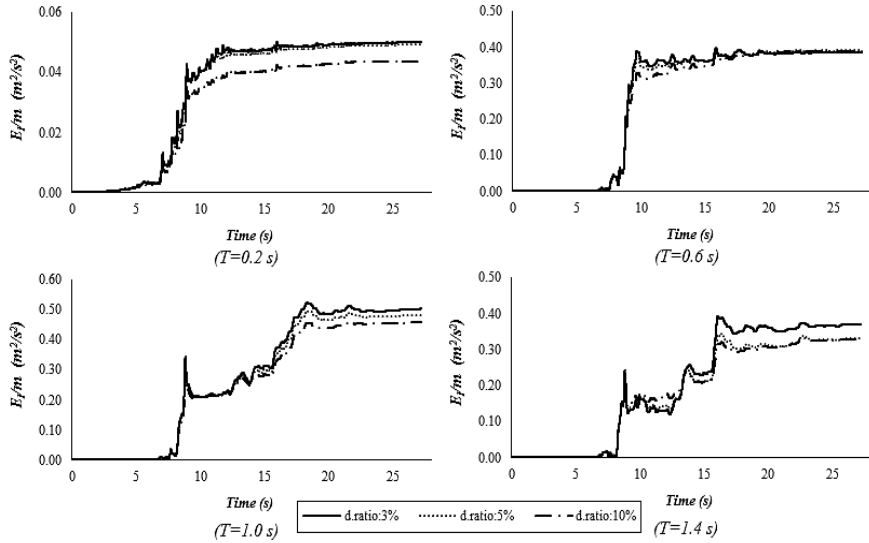 0.06
0.04
0.02
0.00
E_I/m (m²/s²)
0 5 10 15 20 25
Time (s)
(T=0.2 s)
0.50
0.40
0.30
0.20
0.10
0.00
E_I/m (m²/s²)
0 5 10 15 20 25
Time (s)
(T=0.6 s)
0.60
0.50
0.40
0.30
0.20
0.10
0.00
E_I/m (m²/s²)
0 5 10 15 20 25
Time (s)
(T=1.0 s)
0.50
0.40
0.30
0.20
0.10
0.00
E_I/m (m²/s²)
0 5 10 15 20 25
Time (s)
(T=1.4 s)
d.ratio:3% d.ratio:5% d.ratio:10%